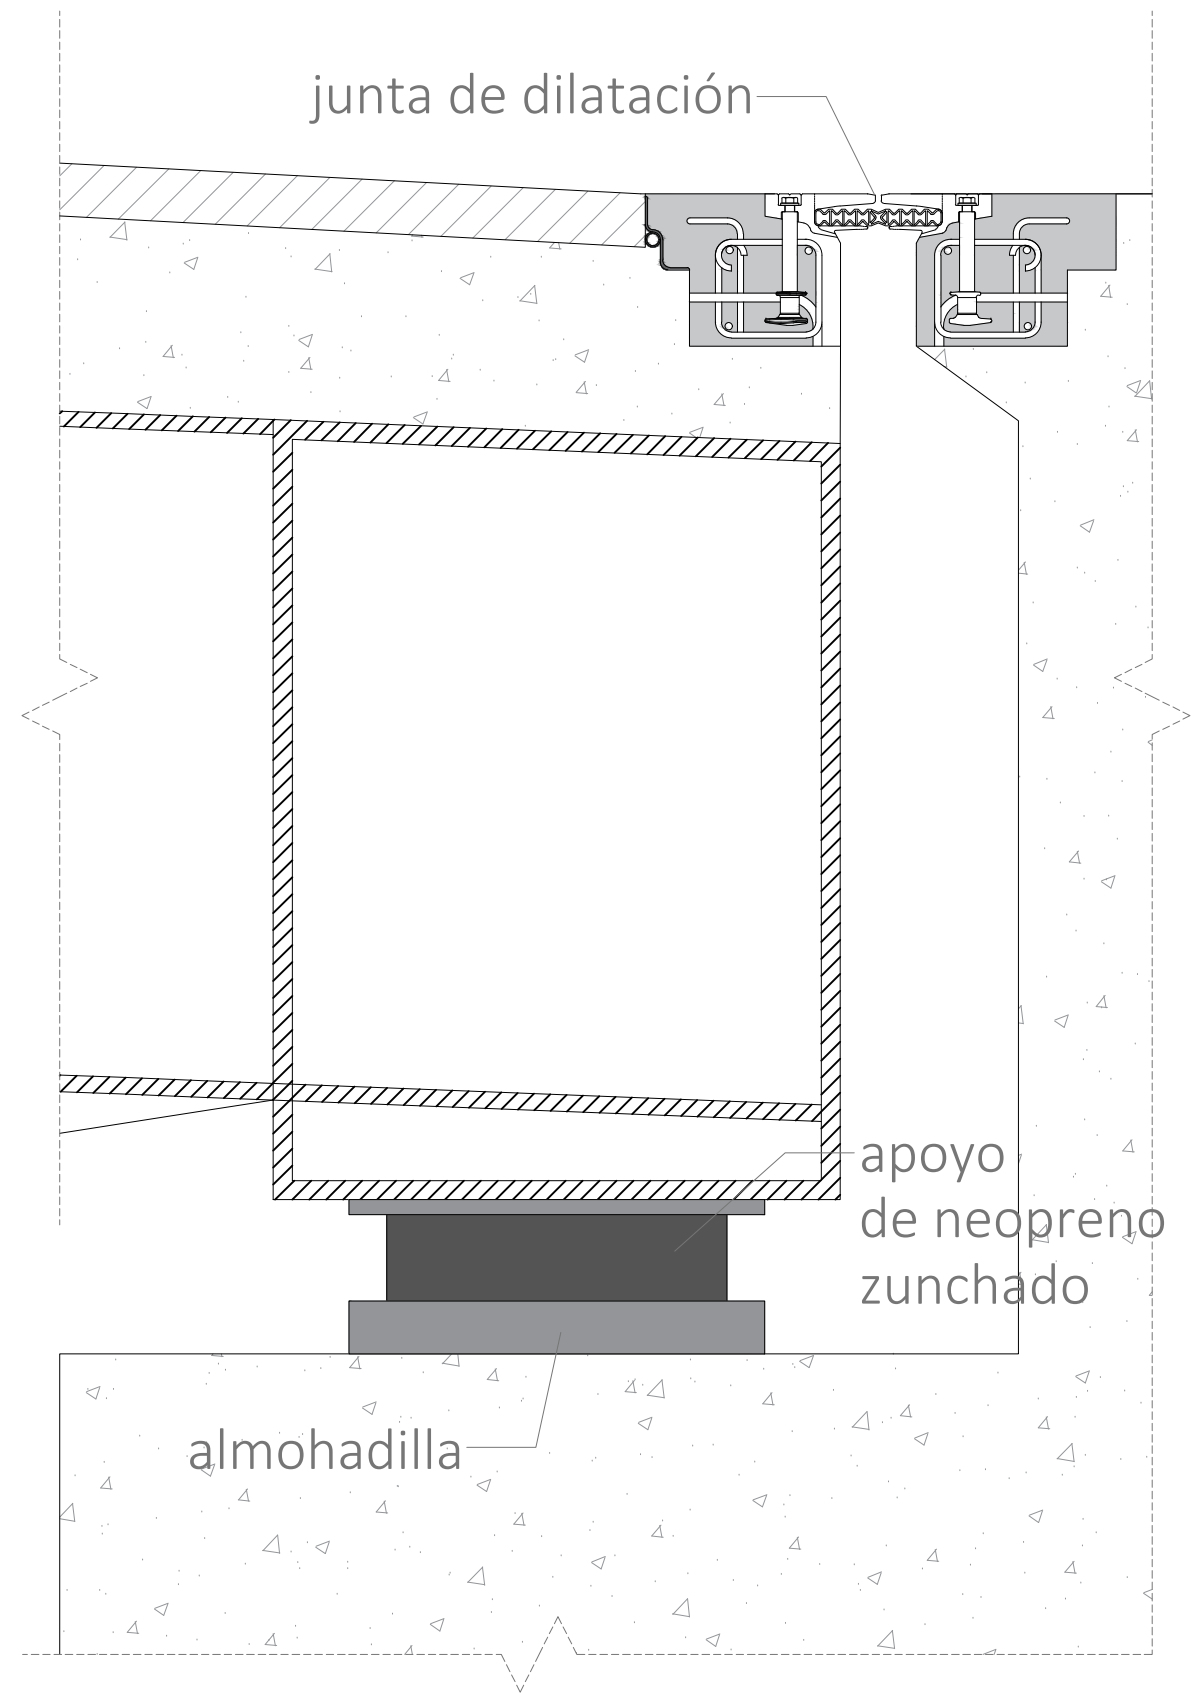 junta de dilatación
apoyo
de neopreno
zunchado
almohadilla